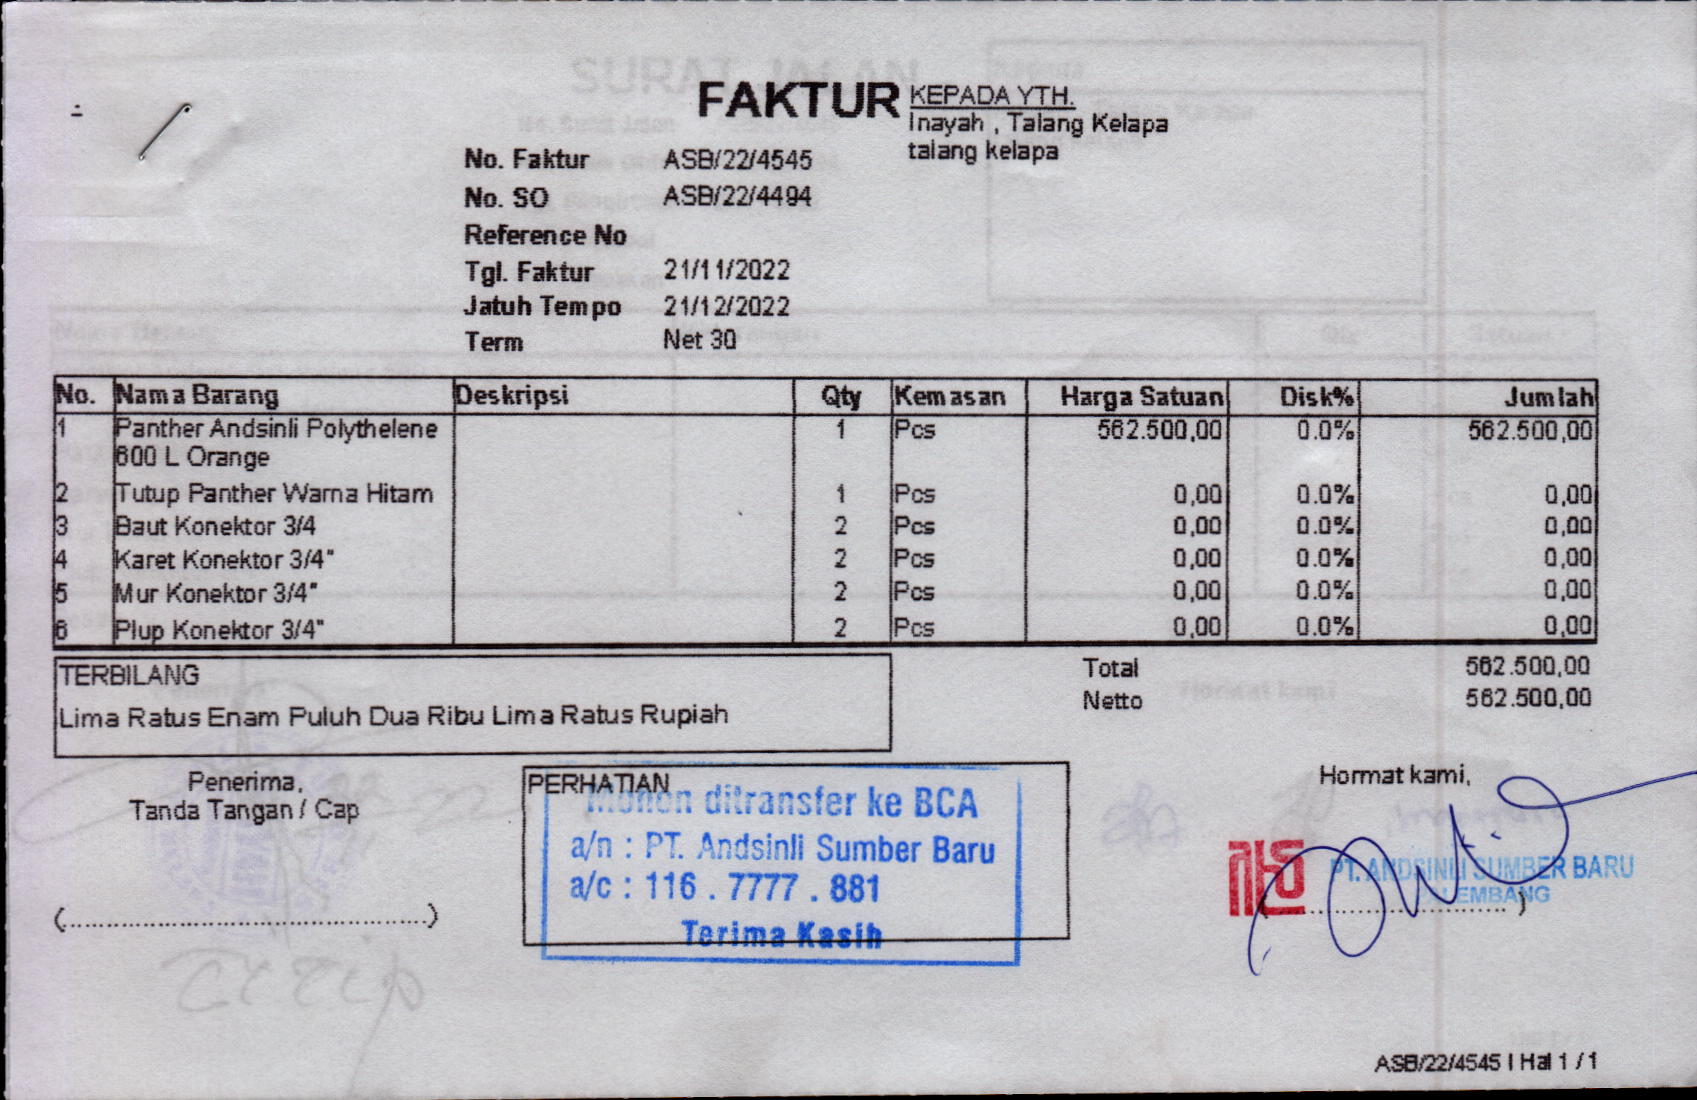 FAKTUR
KEPADA YTH.
Inayah , Talang Kelapa
talang kelapa
No. Faktur ASB/22/4545
No. SO ASB/22/4494
Reference No
Tgl. Faktur 21/11/2022
Jatuh Tempo 21/12/2022
Term Net 30
No. Nama Barang Deskripsi Qty Kemasan Harga Satuan Disk% Jumlah
1 Panther Andsinli Polythelene 1 Pcs 562.500,00 0.0% 562.500,00
600 L Orange
2 Tutup Panther Warna Hitam 1 Pcs 0,00 0.0% 0,00
3 Baut Konektor 3/4 2 Pcs 0,00 0.0% 0,00
4 Karet Konektor 3/4" 2 Pcs 0,00 0.0% 0,00
5 Mur Konektor 3/4" 2 Pcs 0,00 0.0% 0,00
6 Plup Konektor 3/4" 2 Pcs 0,00 0.0% 0,00
TERBILANG
Lima Ratus Enam Puluh Dua Ribu Lima Ratus Rupiah
Total 562.500,00
Netto 562.500,00
Penerima,
Tanda Tangan / Cap
(..................................................)
PERHATIAN
Mohon ditransfer ke BCA
a/n : PT. Andsinli Sumber Baru
a/c : 116 . 7777 . 881
Terima Kasih
Hormat kami,
PT. ANDSINLI SUMBER BARU
PALEMBANG
ASB/22/4545 | Hal 1 / 1